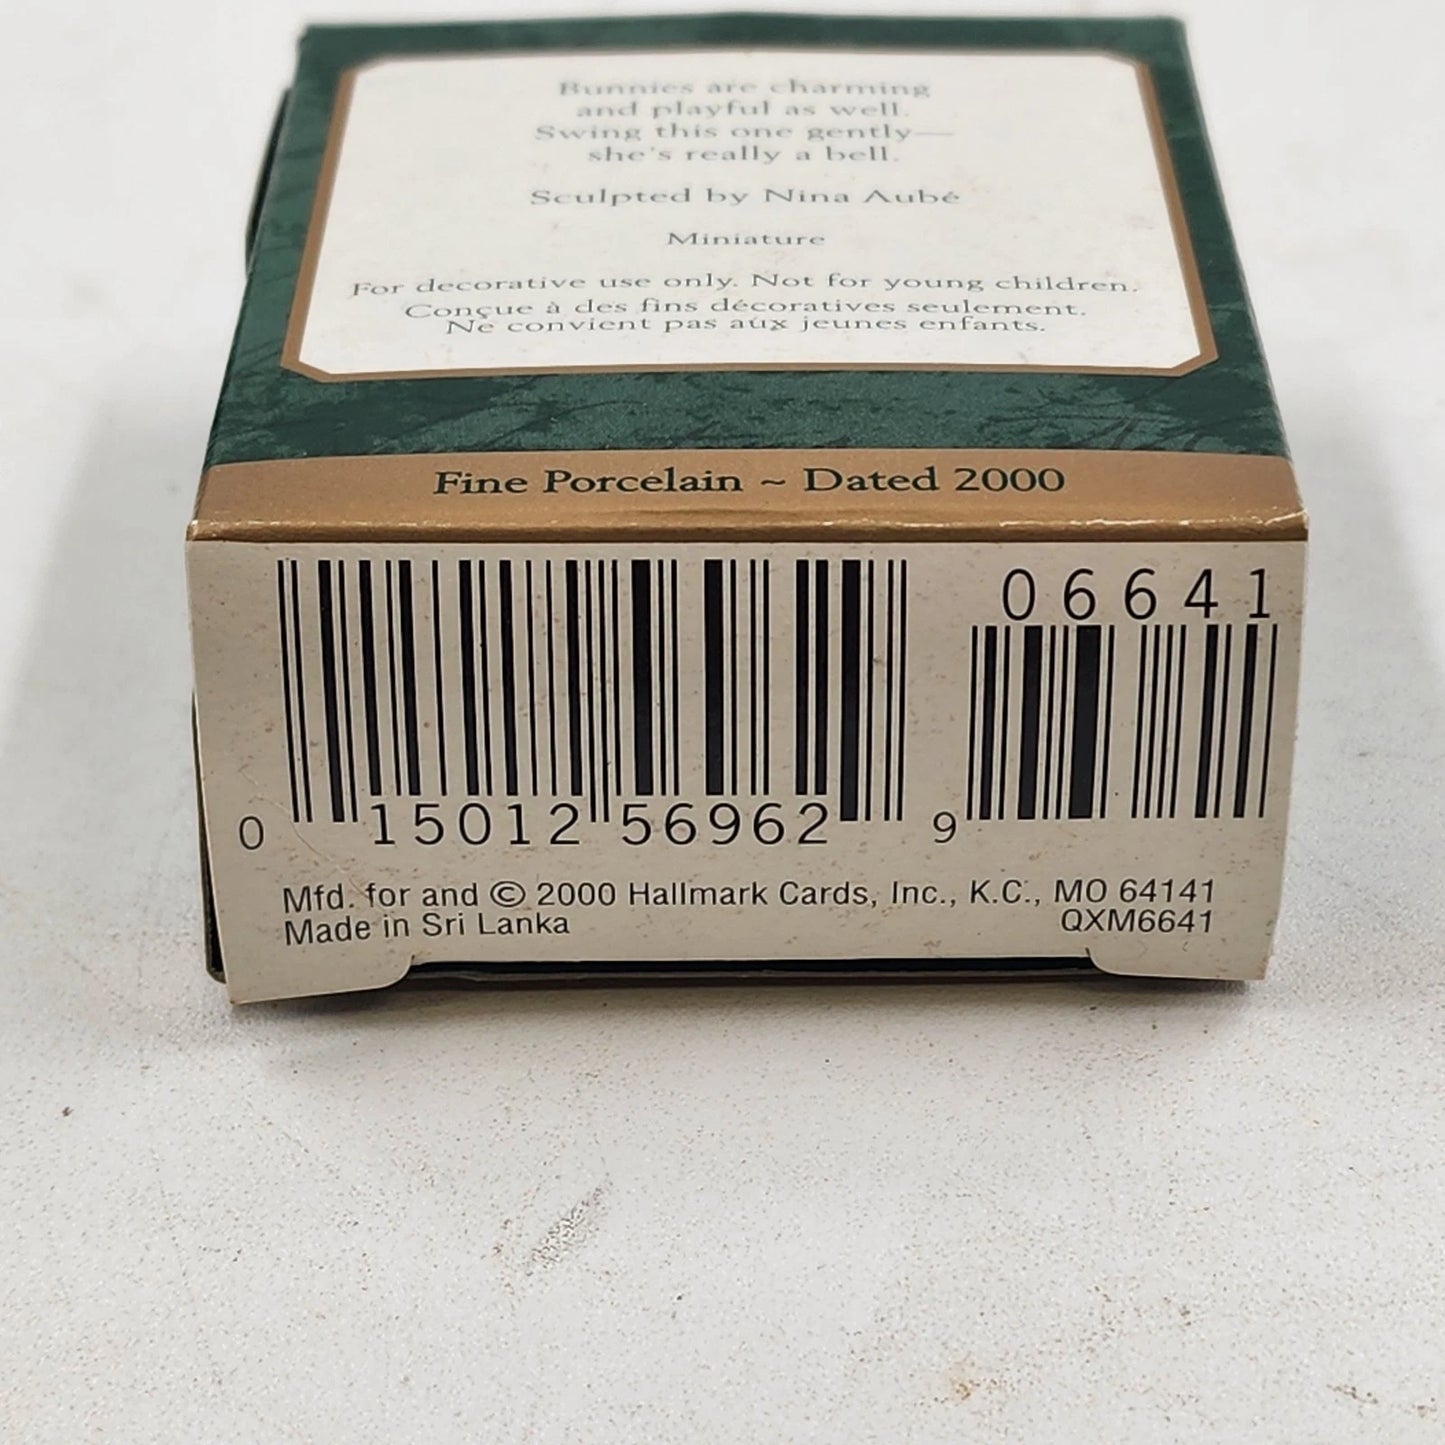 Bunnies are charming
and playful as well.
Swing this one gently—
she's really a bell.
Sculpted by Nina Aubé
Miniature
For decorative use only. Not for young children.
Conçue à des fins décoratives seulement.
Ne convient pas aux jeunes enfants.
Fine Porcelain ~ Dated 2000
06641
0 15012 56962 9
Mfd. for and © 2000 Hallmark Cards, Inc., K.C., MO 64141
Made in Sri Lanka QXM6641